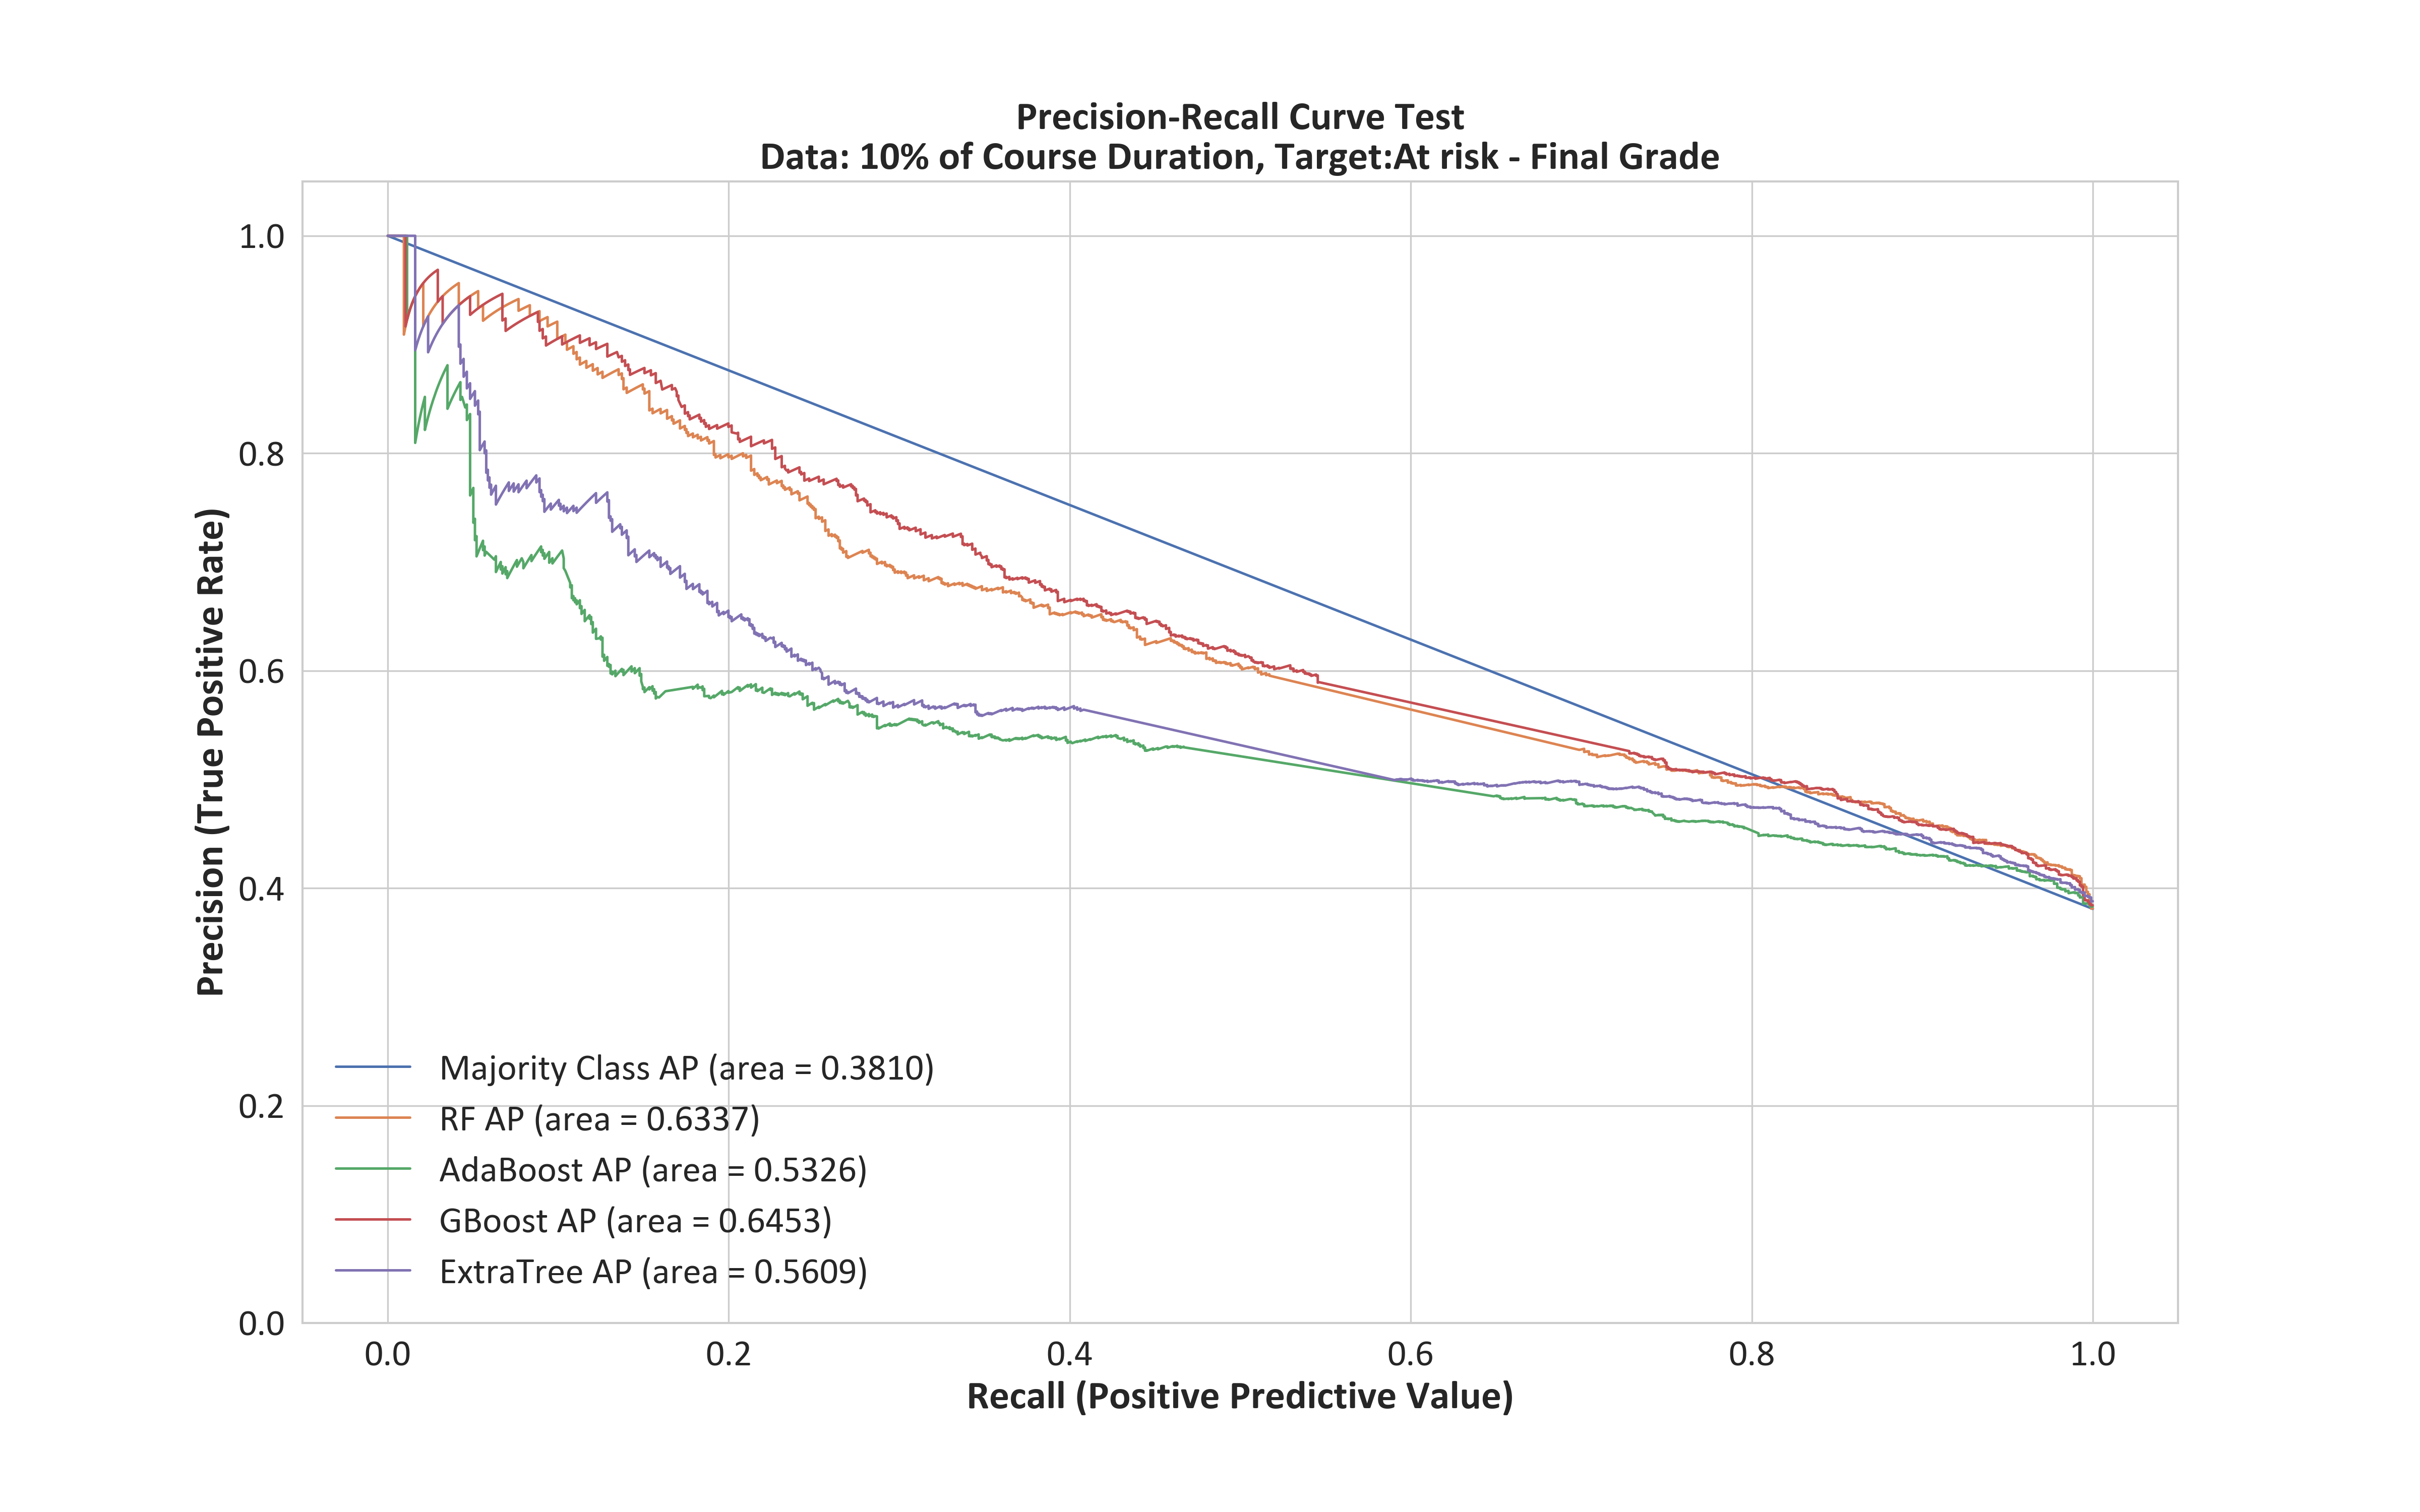 Precision-Recall Curve Test
Data: 10% of Course Duration, Target:At risk - Final Grade
Precision (True Positive Rate)
1.0
0.8
0.6
0.4
0.2
0.0
Majority Class AP (area = 0.3810)
RF AP (area = 0.6337)
AdaBoost AP (area = 0.5326)
GBoost AP (area = 0.6453)
ExtraTree AP (area = 0.5609)
0.0 0.2 0.4 0.6 0.8 1.0
Recall (Positive Predictive Value)